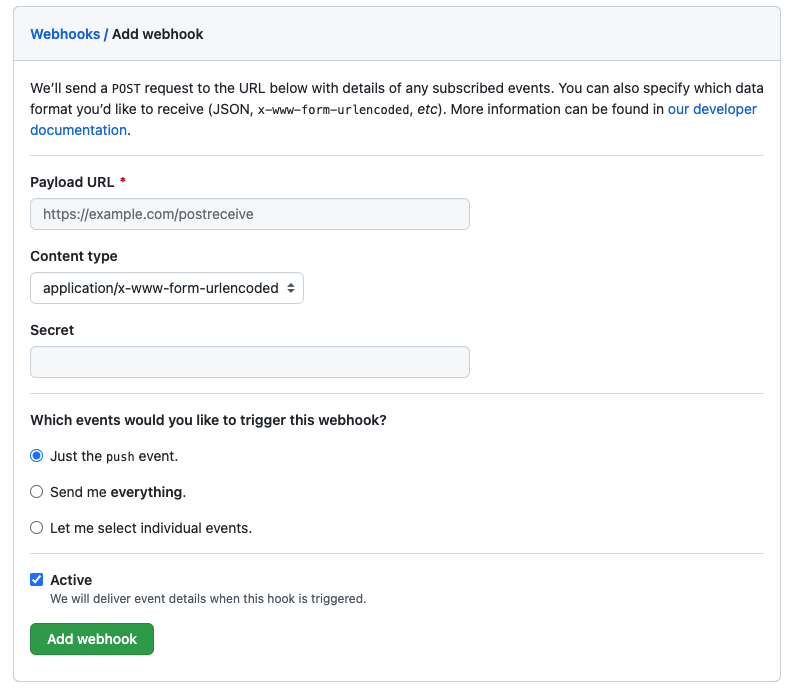 Webhooks / Add webhook
We’ll send a POST request to the URL below with details of any subscribed events. You can also specify which data
format you’d like to receive (JSON, x-www-form-urlencoded, etc). More information can be found in our developer
documentation.
Payload URL *
https://example.com/postreceive
Content type
application/x-www-form-urlencoded
Secret
Which events would you like to trigger this webhook?
Just the push event.
Send me everything.
Let me select individual events.
Active
We will deliver event details when this hook is triggered.
Add webhook